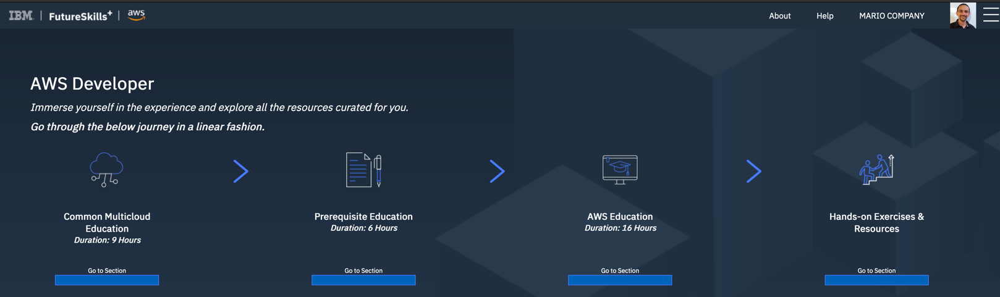 IBM | FutureSkills+ | aws
About Help MARIO COMPANY
AWS Developer
Immerse yourself in the experience and explore all the resources curated for you.
Go through the below journey in a linear fashion.
Common Multicloud
Education
Duration: 9 Hours
Go to Section
Prerequisite Education
Duration: 6 Hours
Go to Section
AWS Education
Duration: 16 Hours
Go to Section
Hands-on Exercises &
Resources
Go to Section